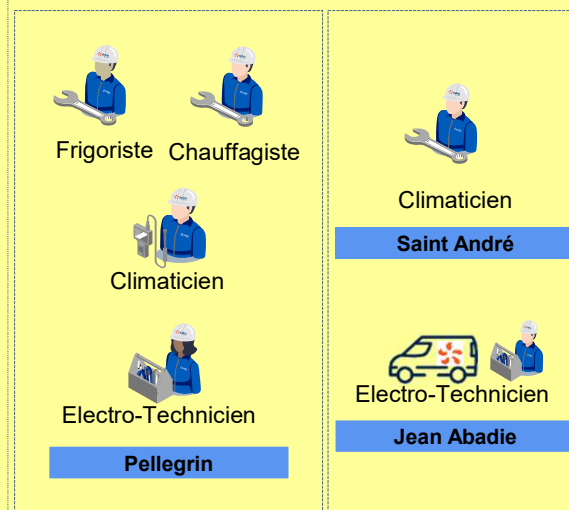 Frigoriste Chauffagiste
Climaticien
Electro-Technicien
Pellegrin
Climaticien
Saint André
Electro-Technicien
Jean Abadie